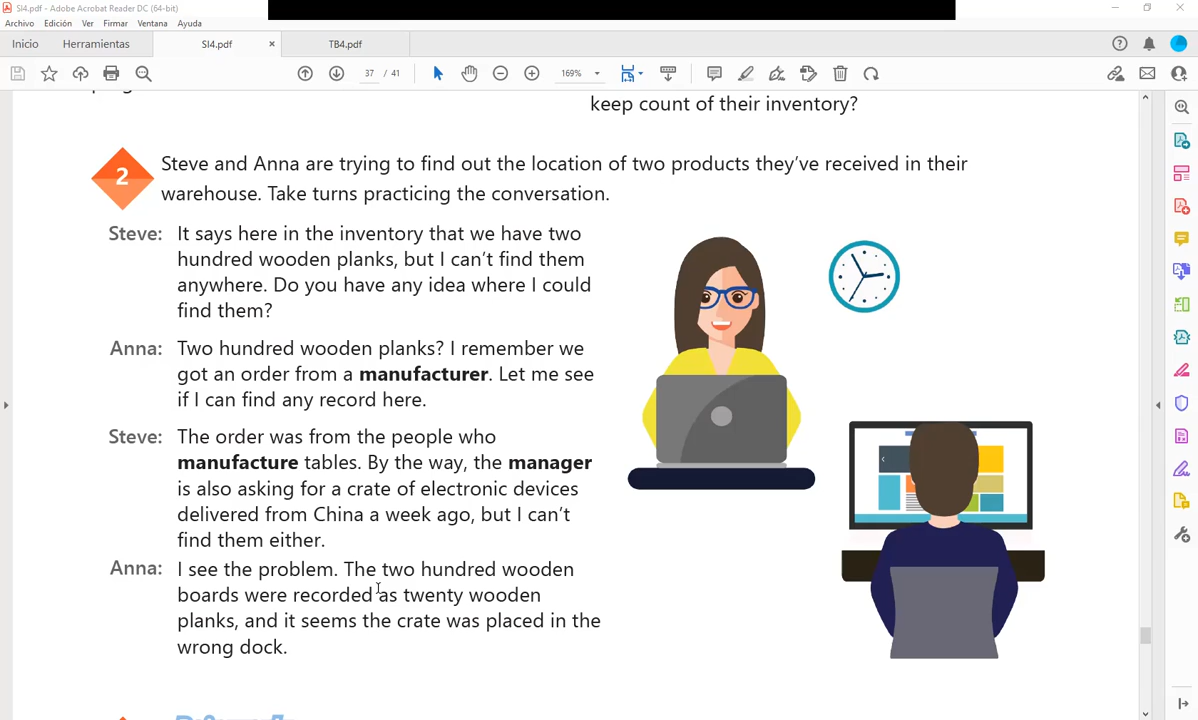 SI4.pdf - Adobe Acrobat Reader DC (64-bit)
Archivo Edición Ver Firmar Ventana Ayuda
Inicio Herramientas SI4.pdf × TB4.pdf
37 / 41 169%
keep count of their inventory?
2
Steve and Anna are trying to find out the location of two products they've received in their
warehouse. Take turns practicing the conversation.
Steve: It says here in the inventory that we have two
hundred wooden planks, but I can't find them
anywhere. Do you have any idea where I could
find them?
Anna: Two hundred wooden planks? I remember we
got an order from a manufacturer. Let me see
if I can find any record here.
Steve: The order was from the people who
manufacture tables. By the way, the manager
is also asking for a crate of electronic devices
delivered from China a week ago, but I can't
find them either.
Anna: I see the problem. The two hundred wooden
boards were recorded as twenty wooden
planks, and it seems the crate was placed in the
wrong dock.